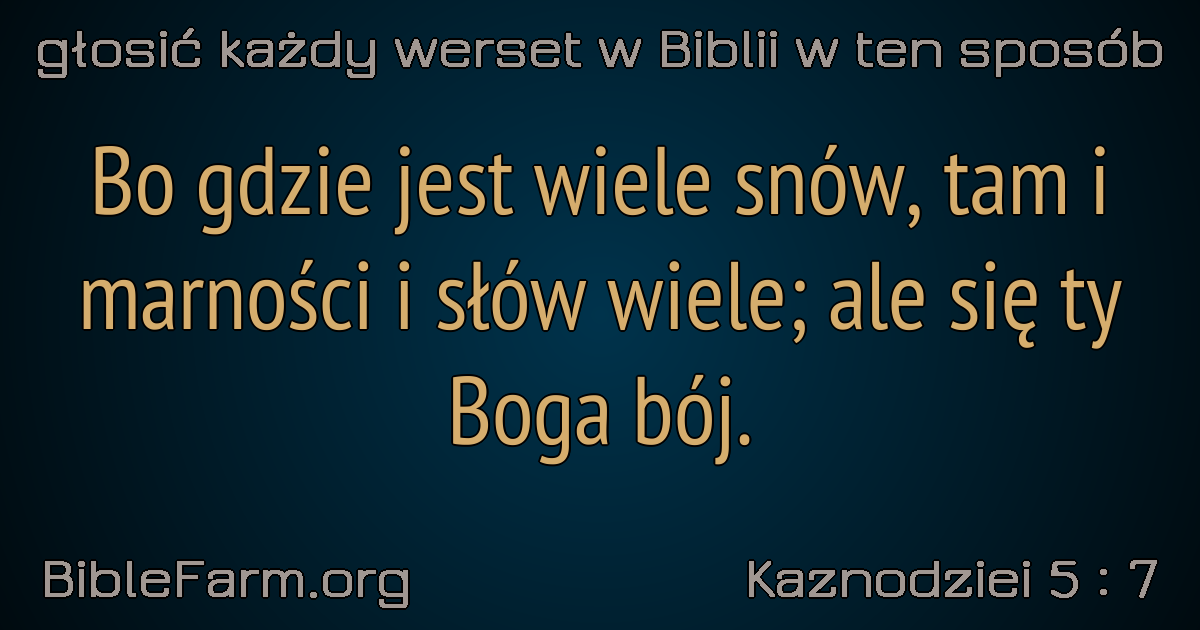 głosić każdy werset w Biblii w ten sposób
Bo gdzie jest wiele snów, tam i
marności i słów wiele; ale się ty
Boga bój.
BibleFarm.org
Kaznodziei 5 : 7